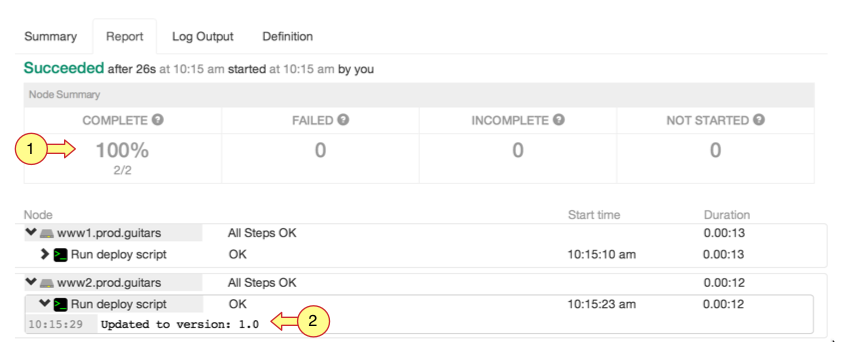 Summary Report Log Output Definition
Succeeded after 26s at 10:15 am started at 10:15 am by you
Node Summary
COMPLETE ? FAILED ? INCOMPLETE ? NOT STARTED ?
1 100% 0 0 0
2/2
Node Start time Duration
www1.prod.guitars All Steps OK 0.00:13
Run deploy script OK 10:15:10 am 0.00:13
www2.prod.guitars All Steps OK 0.00:12
Run deploy script OK 10:15:23 am 0.00:12
10:15:29 Updated to version: 1.0 2